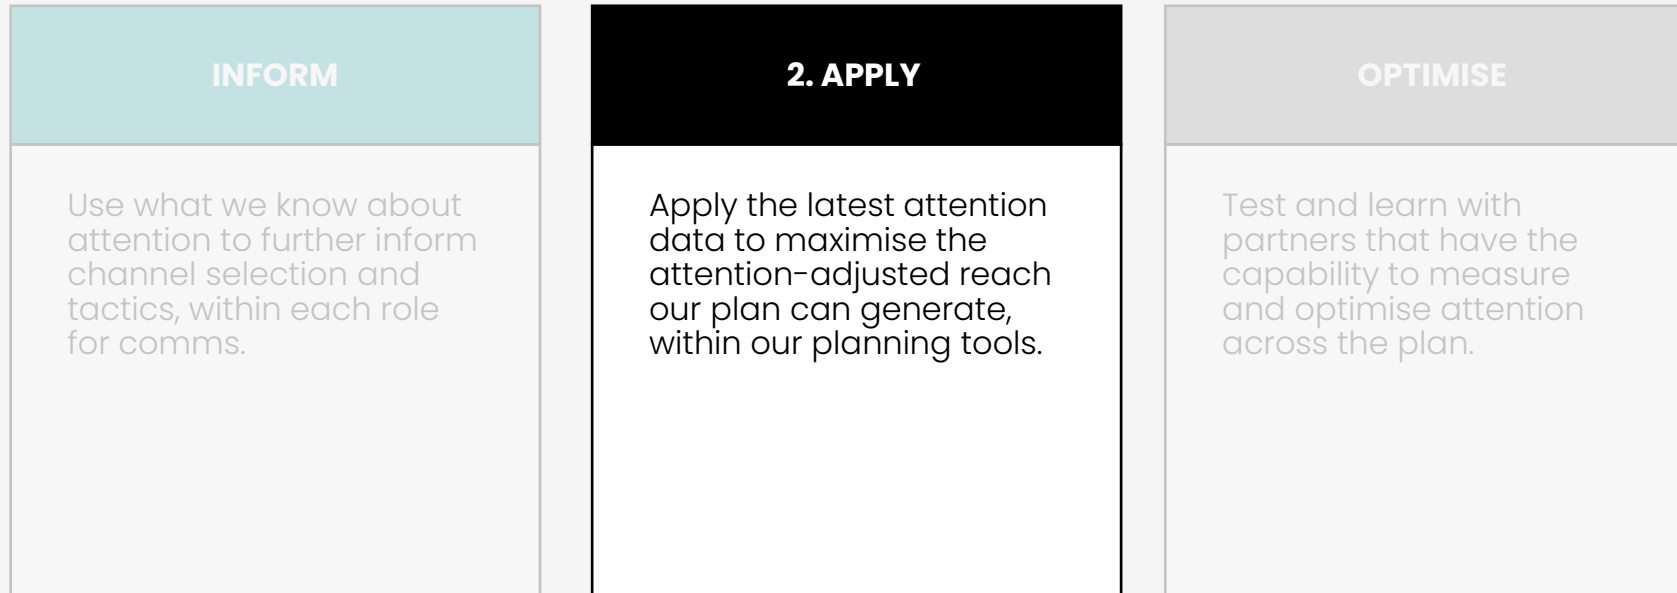 INFORM
Use what we know about
attention to further inform
channel selection and
tactics, within each role
for comms.
2. APPLY
Apply the latest attention
data to maximise the
attention-adjusted reach
our plan can generate,
within our planning tools.
OPTIMISE
Test and learn with
partners that have the
capability to measure
and optimise attention
across the plan.